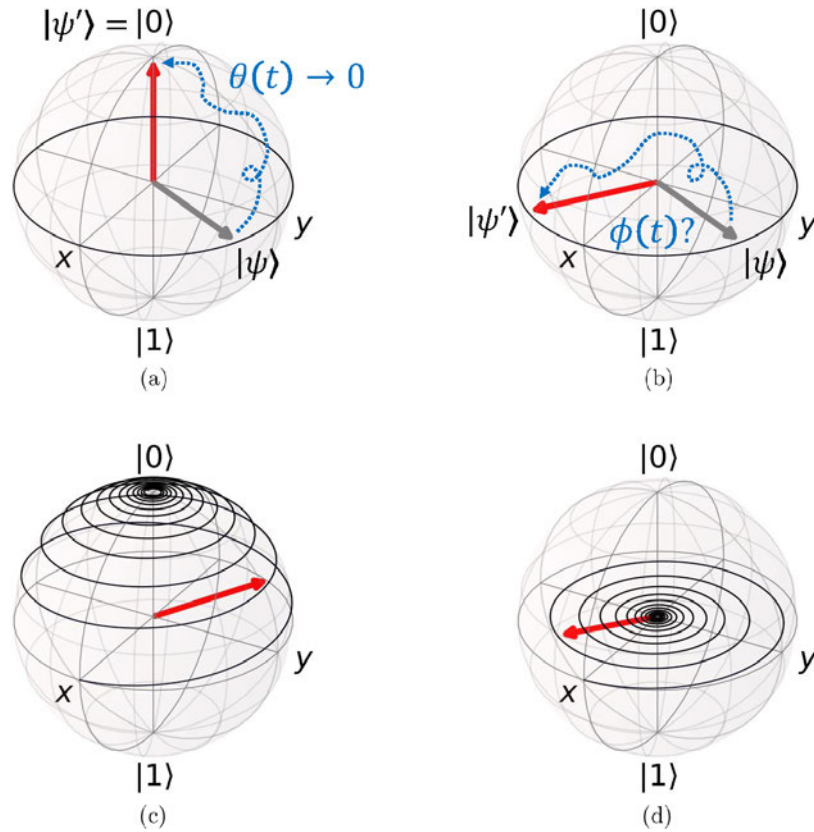 |ψ'⟩ = |0⟩
θ(t) → 0
x
y
|ψ⟩
|1⟩
(a)
|0⟩
|ψ'⟩
ϕ(t)?
x
y
|ψ⟩
|1⟩
(b)
|0⟩
x
y
|1⟩
(c)
|0⟩
x
y
|1⟩
(d)